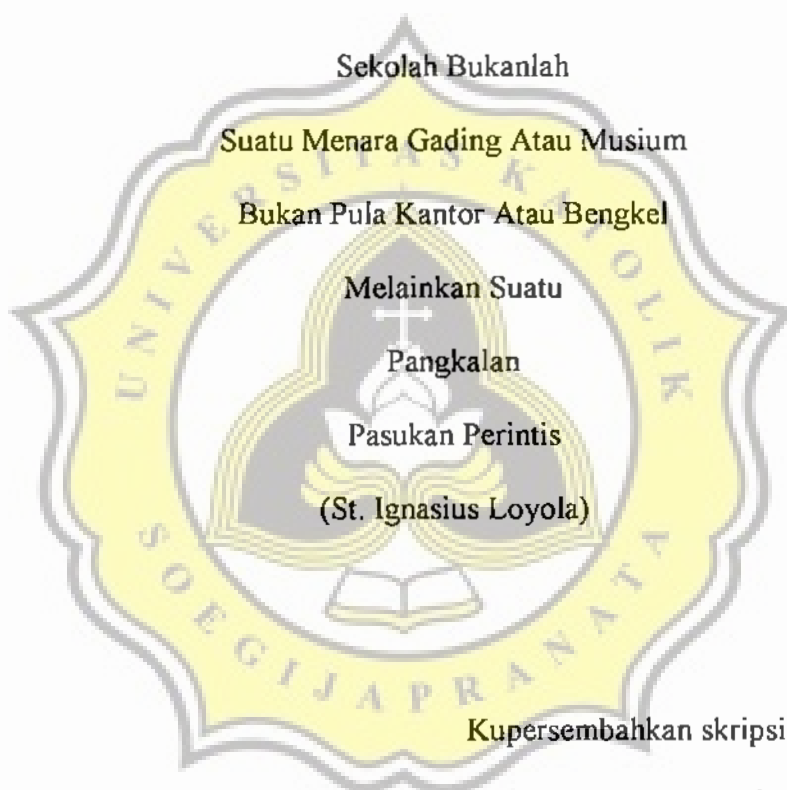 Sekolah Bukanlah
Suatu Menara Gading Atau Musium
Bukan Pula Kantor Atau Bengkel
Melainkan Suatu
Pangkalan
Pasukan Perintis
(St. Ignasius Loyola)
UNIVERSITAS KATOLIK
SOEGIJAPRANATA
Kupersembahkan skripsi